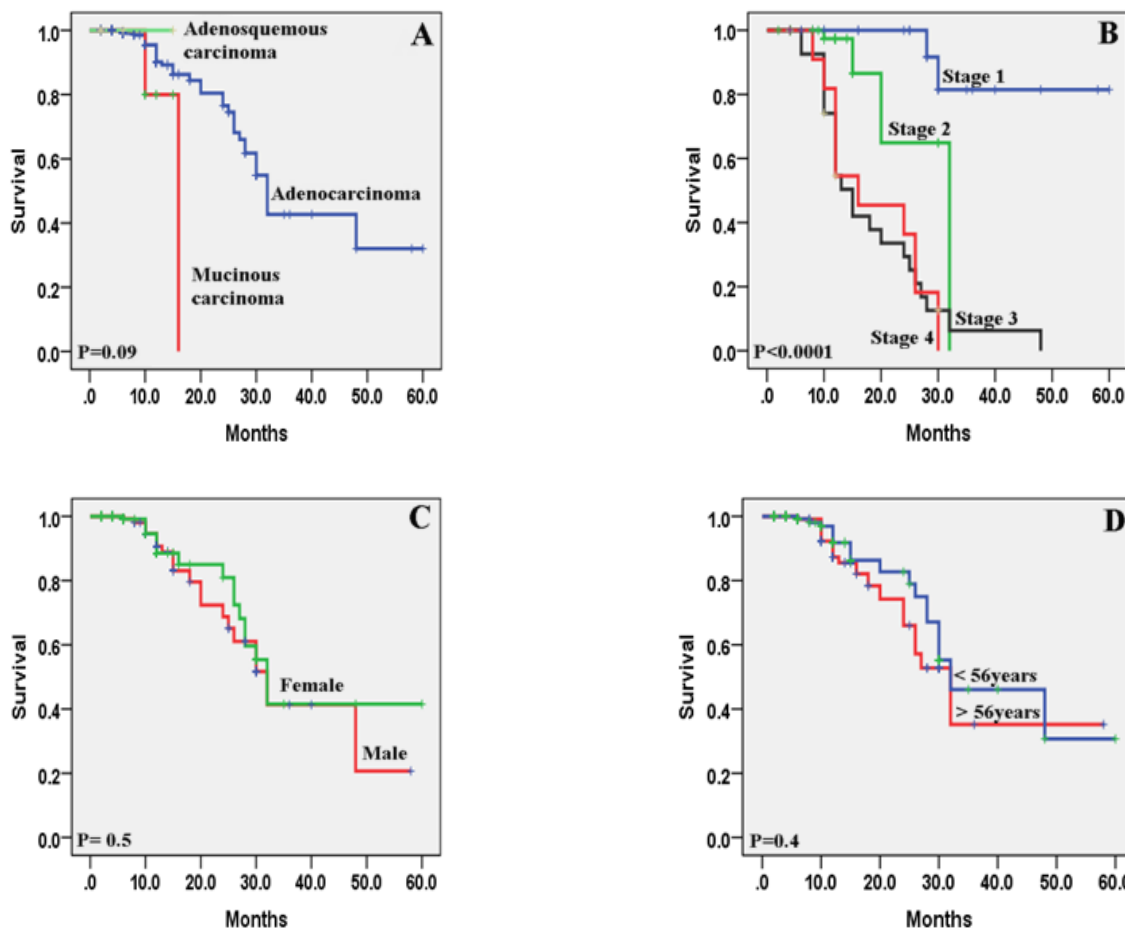 A
Survival
1.0
0.8
0.6
0.4
0.2
0.0
Adenosquemous
carcinoma
Adenocarcinoma
Mucinous
carcinoma
P=0.09
.0 10.0 20.0 30.0 40.0 50.0 60.0
Months
B
Survival
1.0
0.8
0.6
0.4
0.2
0.0
Stage 1
Stage 2
Stage 3
Stage 4
P<0.0001
.0 10.0 20.0 30.0 40.0 50.0 60.0
Months
C
Survival
1.0
0.8
0.6
0.4
0.2
0.0
Female
Male
P= 0.5
.0 10.0 20.0 30.0 40.0 50.0 60.0
Months
D
Survival
1.0
0.8
0.6
0.4
0.2
0.0
< 56years
> 56years
P=0.4
.0 10.0 20.0 30.0 40.0 50.0 60.0
Months